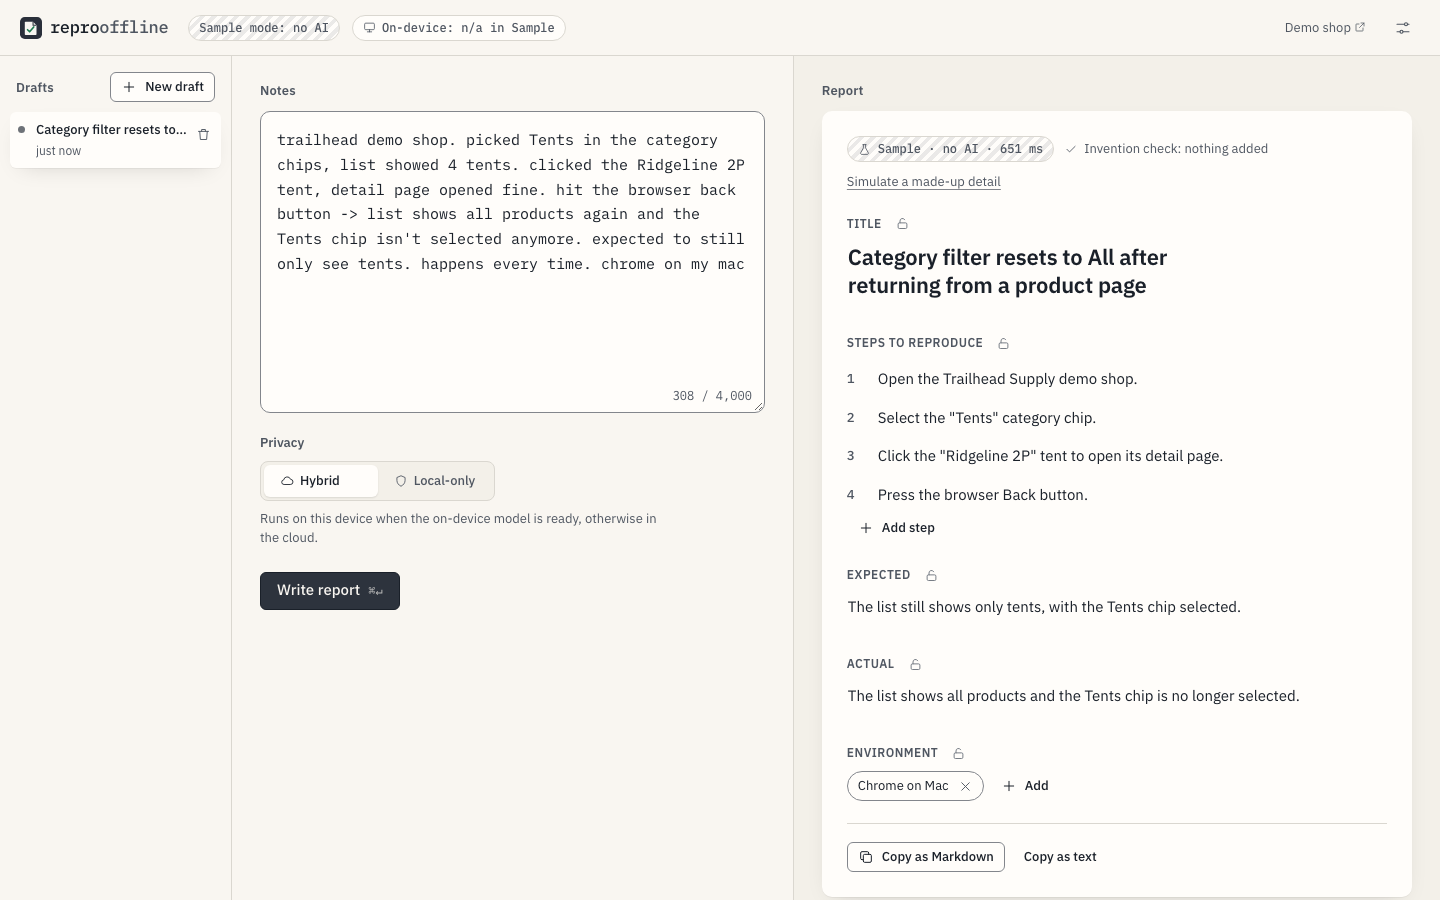 reprooffline
Sample mode: no AI
On-device: n/a in Sample
Demo shop
Drafts
New draft
Category filter resets to...
just now
Notes
trailhead demo shop. picked Tents in the category
chips, list showed 4 tents. clicked the Ridgeline 2P
tent, detail page opened fine. hit the browser back
button -> list shows all products again and the
Tents chip isn't selected anymore. expected to still
only see tents. happens every time. chrome on my mac
308 / 4,000
Privacy
Hybrid
Local-only
Runs on this device when the on-device model is ready, otherwise in
the cloud.
Write report ⌘↵
Report
Sample · no AI · 651 ms
Invention check: nothing added
Simulate a made-up detail
TITLE
Category filter resets to All after
returning from a product page
STEPS TO REPRODUCE
1 Open the Trailhead Supply demo shop.
2 Select the "Tents" category chip.
3 Click the "Ridgeline 2P" tent to open its detail page.
4 Press the browser Back button.
Add step
EXPECTED
The list still shows only tents, with the Tents chip selected.
ACTUAL
The list shows all products and the Tents chip is no longer selected.
ENVIRONMENT
Chrome on Mac
Add
Copy as Markdown
Copy as text